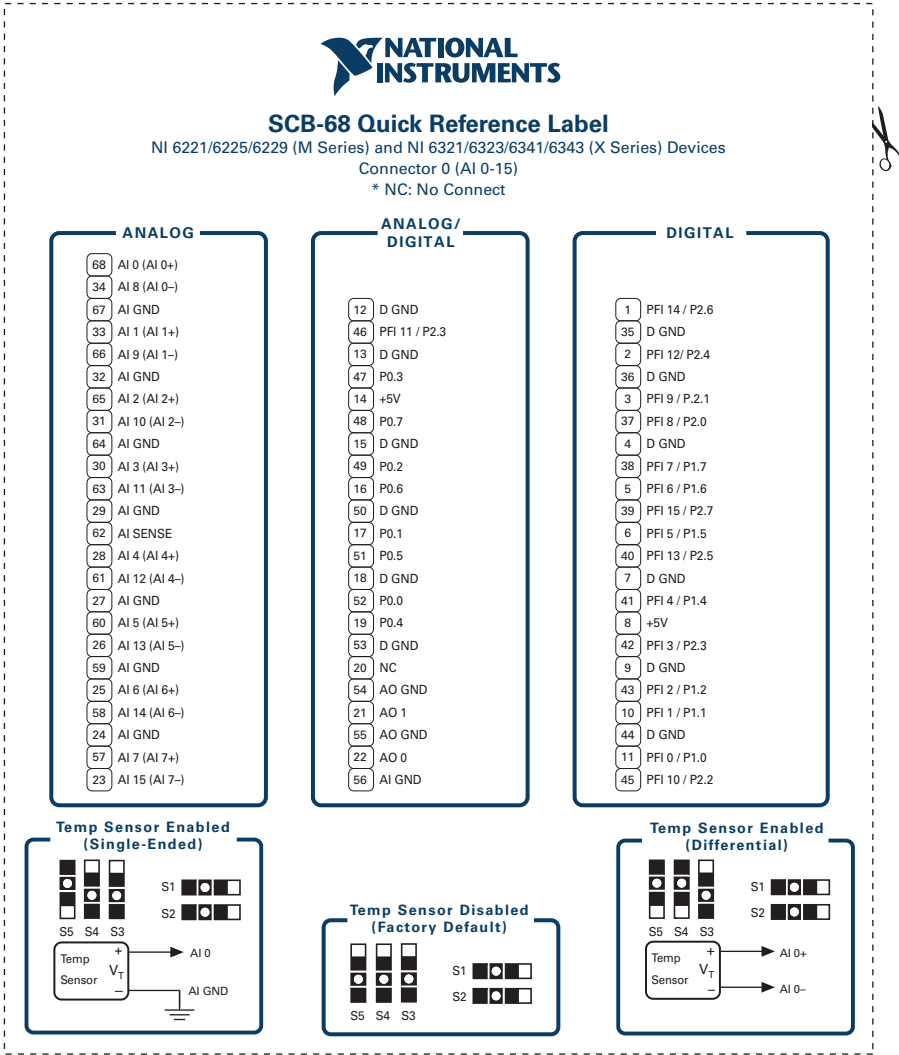 NATIONAL
INSTRUMENTS
SCB-68 Quick Reference Label
NI 6221/6225/6229 (M Series) and NI 6321/6323/6341/6343 (X Series) Devices
Connector 0 (AI 0-15)
* NC: No Connect
ANALOG
68 AI 0 (AI 0+)
34 AI 8 (AI 0–)
67 AI GND
33 AI 1 (AI 1+)
66 AI 9 (AI 1–)
32 AI GND
65 AI 2 (AI 2+)
31 AI 10 (AI 2–)
64 AI GND
30 AI 3 (AI 3+)
63 AI 11 (AI 3–)
29 AI GND
62 AI SENSE
28 AI 4 (AI 4+)
61 AI 12 (AI 4–)
27 AI GND
60 AI 5 (AI 5+)
26 AI 13 (AI 5–)
59 AI GND
25 AI 6 (AI 6+)
58 AI 14 (AI 6–)
24 AI GND
57 AI 7 (AI 7+)
23 AI 15 (AI 7–)
ANALOG/
DIGITAL
12 D GND
46 PFI 11 / P2.3
13 D GND
47 P0.3
14 +5V
48 P0.7
15 D GND
49 P0.2
16 P0.6
50 D GND
17 P0.1
51 P0.5
18 D GND
52 P0.0
19 P0.4
53 D GND
20 NC
54 AO GND
21 AO 1
55 AO GND
22 AO 0
56 AI GND
DIGITAL
1 PFI 14 / P2.6
35 D GND
2 PFI 12/ P2.4
36 D GND
3 PFI 9 / P.2.1
37 PFI 8 / P2.0
4 D GND
38 PFI 7 / P1.7
5 PFI 6 / P1.6
39 PFI 15 / P2.7
6 PFI 5 / P1.5
40 PFI 13 / P2.5
7 D GND
41 PFI 4 / P1.4
8 +5V
42 PFI 3 / P2.3
9 D GND
43 PFI 2 / P1.2
10 PFI 1 / P1.1
44 D GND
11 PFI 0 / P1.0
45 PFI 10 / P2.2
Temp Sensor Enabled
(Single-Ended)
S1
S2
S5 S4 S3
Temp
Sensor
VT
+
–
AI 0
AI GND
Temp Sensor Disabled
(Factory Default)
S1
S2
S5 S4 S3
Temp Sensor Enabled
(Differential)
S1
S2
S5 S4 S3
Temp
Sensor
VT
+
–
AI 0+
AI 0–